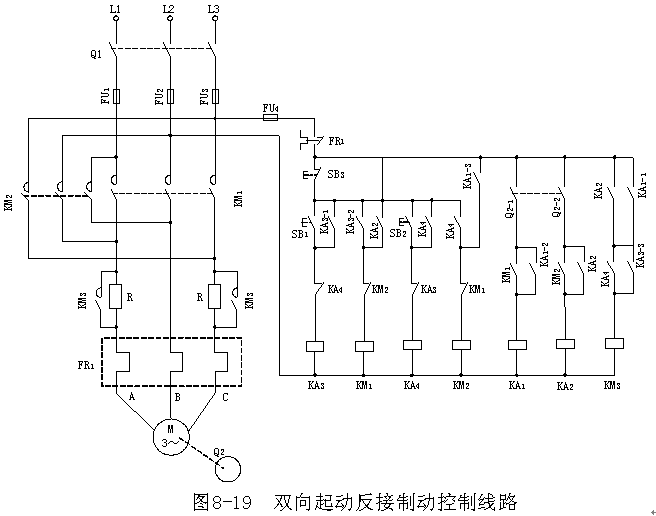 L1 L2 L3
Q1
FU1 FU2 FU3
FU4
FR1
SB3
KA1-3
KM2
KM1
Q2-1
Q2-2
KA2
KA1-1
SB1
KA3-1
KA3-2
KA2
SB2
KA4
KA4
KM1
KA1-2
KM2
KA2
KA4
KA3-3
KA4
KM2
KA3
KM1
KM3
R
R
KM3
FR1
A B C
KA3 KM1 KA4 KM2 KA1 KA2 KM3
M
3~
Q2
图8-19 双向起动反接制动控制线路